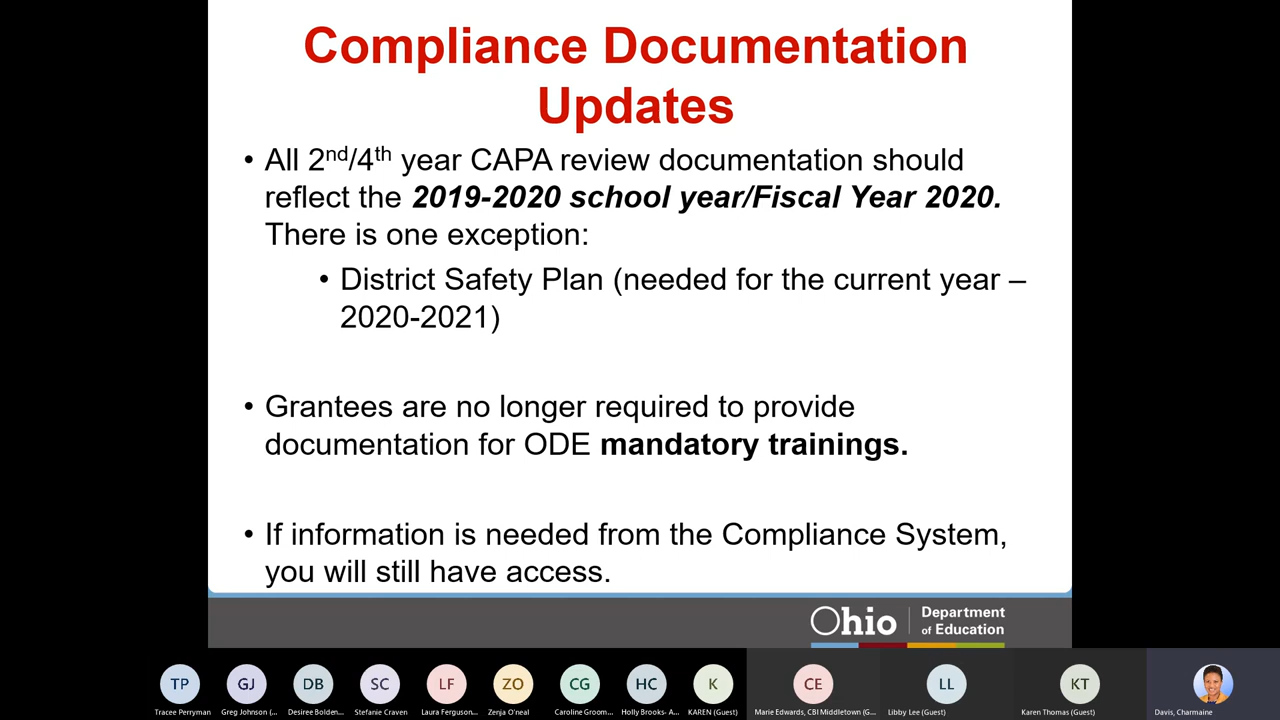 Compliance Documentation
Updates
• All 2nd/4th year CAPA review documentation should
reflect the 2019-2020 school year/Fiscal Year 2020.
There is one exception:
• District Safety Plan (needed for the current year –
2020-2021)
• Grantees are no longer required to provide
documentation for ODE mandatory trainings.
• If information is needed from the Compliance System,
you will still have access.
Ohio | Department
of Education
TP GJ DB SC LF ZO CG HC K CE LL KT
Tracee Perryman Greg Johnson (... Desiree Bolden... Stefanie Craven Laura Ferguson... Zenja O'neal Caroline Groom... Holly Brooks- A... KAREN (Guest) Marie Edwards, CBI Middletown (G... Libby Lee (Guest) Karen Thomas (Guest) Davis, Charmaine